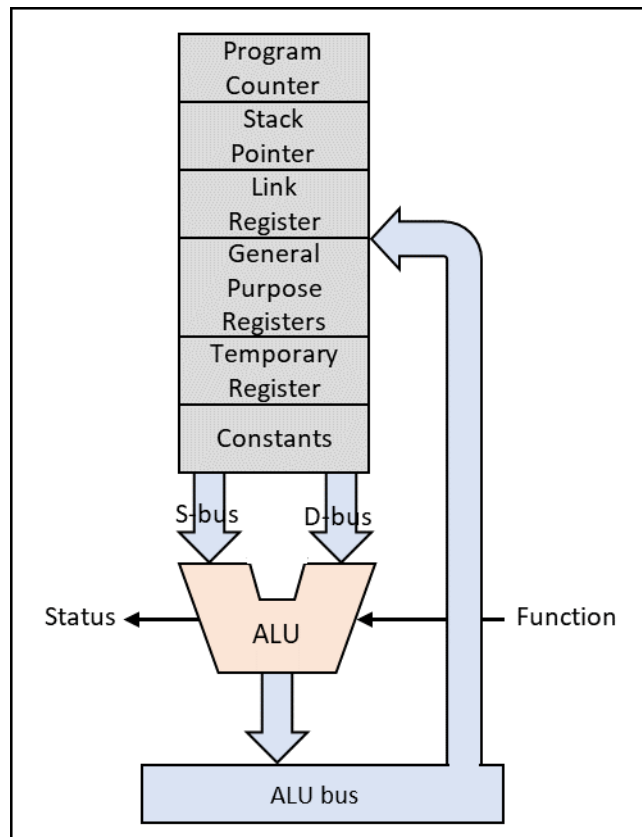 Program
Counter
Stack
Pointer
Link
Register
General
Purpose
Registers
Temporary
Register
Constants
S-bus
D-bus
Status
ALU
Function
ALU bus